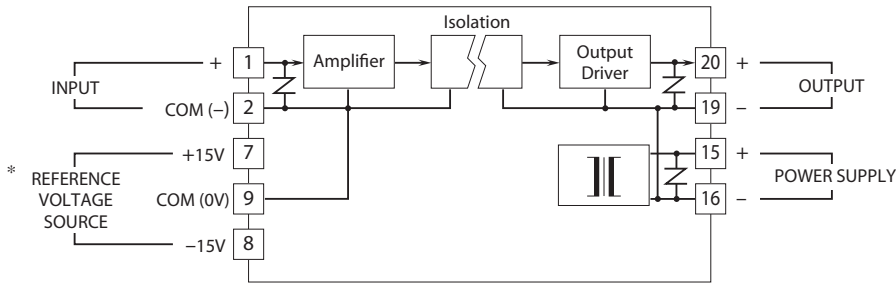 Isolation
+ 1 Amplifier Output Driver 20 +
INPUT OUTPUT
COM (−) 2 19 −
+15V 7 15 +
* REFERENCE VOLTAGE SOURCE POWER SUPPLY
COM (0V) 9 16 −
−15V 8